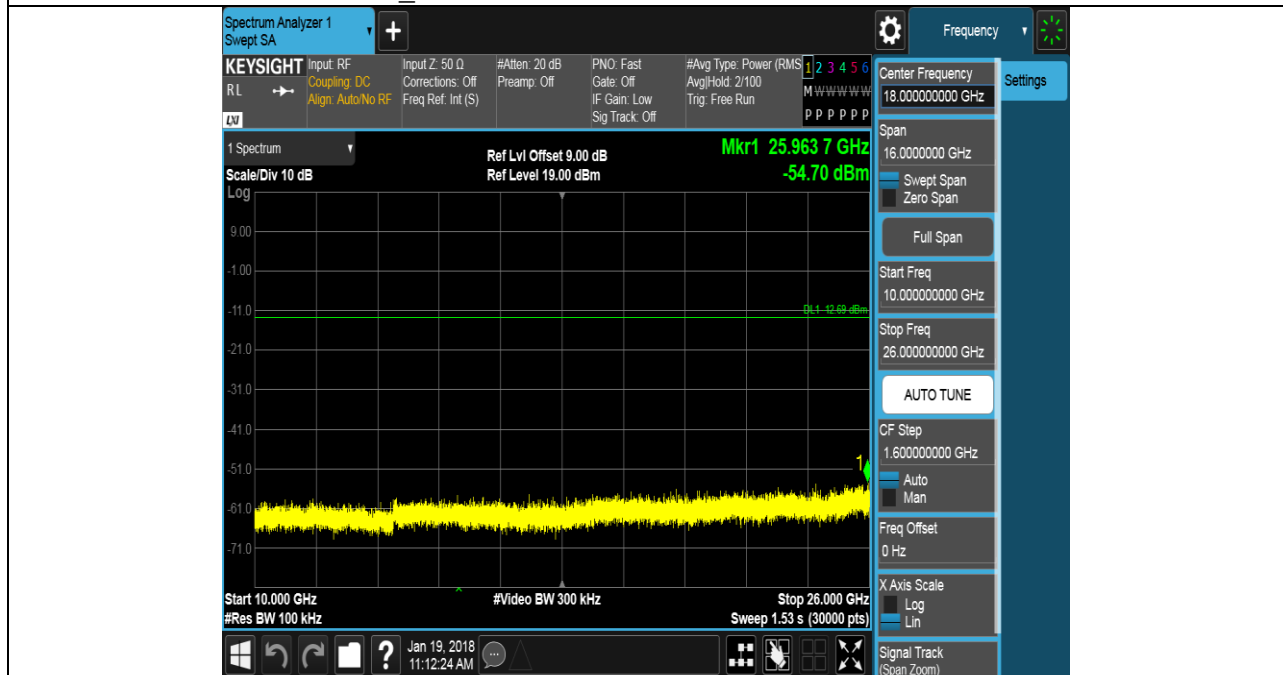 Spectrum Analyzer 1
Swept SA
Frequency
KEYSIGHT
RL
LXI
Input: RF
Coupling: DC
Align: Auto/No RF
Input Z: 50 Ω
Corrections: Off
Freq Ref: Int (S)
#Atten: 20 dB
Preamp: Off
PNO: Fast
Gate: Off
IF Gain: Low
Sig Track: Off
#Avg Type: Power (RMS
Avg|Hold: 2/100
Trig: Free Run
1 2 3 4 5 6
M W W W W W
P P P P P P
1 Spectrum
Scale/Div 10 dB
Ref Lvl Offset 9.00 dB
Ref Level 19.00 dBm
Mkr1 25.963 7 GHz
-54.70 dBm
Log
9.00
-1.00
-11.0
DL1 -12.69 dBm
-21.0
-31.0
-41.0
-51.0
1
-61.0
-71.0
Start 10.000 GHz
#Res BW 100 kHz
#Video BW 300 kHz
Stop 26.000 GHz
Sweep 1.53 s (30000 pts)
Jan 19, 2018
11:12:24 AM
Center Frequency
18.000000000 GHz
Settings
Span
16.0000000 GHz
Swept Span
Zero Span
Full Span
Start Freq
10.000000000 GHz
Stop Freq
26.000000000 GHz
AUTO TUNE
CF Step
1.600000000 GHz
Auto
Man
Freq Offset
0 Hz
X Axis Scale
Log
Lin
Signal Track
(Span Zoom)